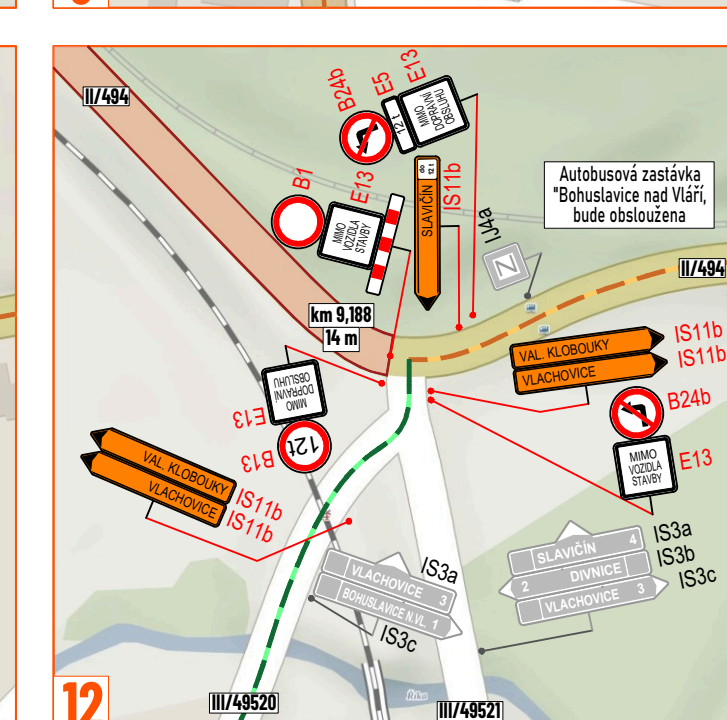 II/494
B24b
E5
E13
12 t
MIMO
DOPRAVNÍ
OBSLUHU
B1
E13
MIMO
VOZIDLA
STAVBY
do
12 t
SLAVIČÍN
IS11b
IJ4a
N
Autobusová zastávka
"Bohuslavice nad Vláří,
bude obsloužena
II/494
km 9,188
14 m
VAL. KLOBOUKY
VLACHOVICE
IS11b
IS11b
MIMO
DOPRAVNÍ
OBSLUHU
E13
12t
B13
B24b
MIMO
VOZIDLA
STAVBY
E13
VAL. KLOBOUKY
VLACHOVICE
IS11b
IS11b
SLAVIČÍN 4
2 DIVNICE
VLACHOVICE 3
IS3a
IS3b
IS3c
VLACHOVICE 3
BOHUSLAVICE N.VL. 1
IS3a
IS3c
12
III/49520
Říka
III/49521